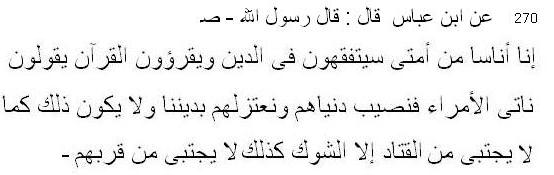 270 عن ابن عباس قال : قال رسول الله - صـ
إنا أناسا من أمتى سيتفقهون فى الدين ويقرؤون القرآن يقولون
ناتى الأمراء فنصيب دنياهم ونعتزلهم بديننا ولا يكون ذلك كما
لا يجتبى من القتاد إلا الشوك كذلك لا يجتبى من قربهم -